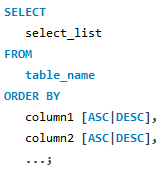 SELECT
select_list
FROM
table_name
ORDER BY
column1 [ASC|DESC],
column2 [ASC|DESC],
...;